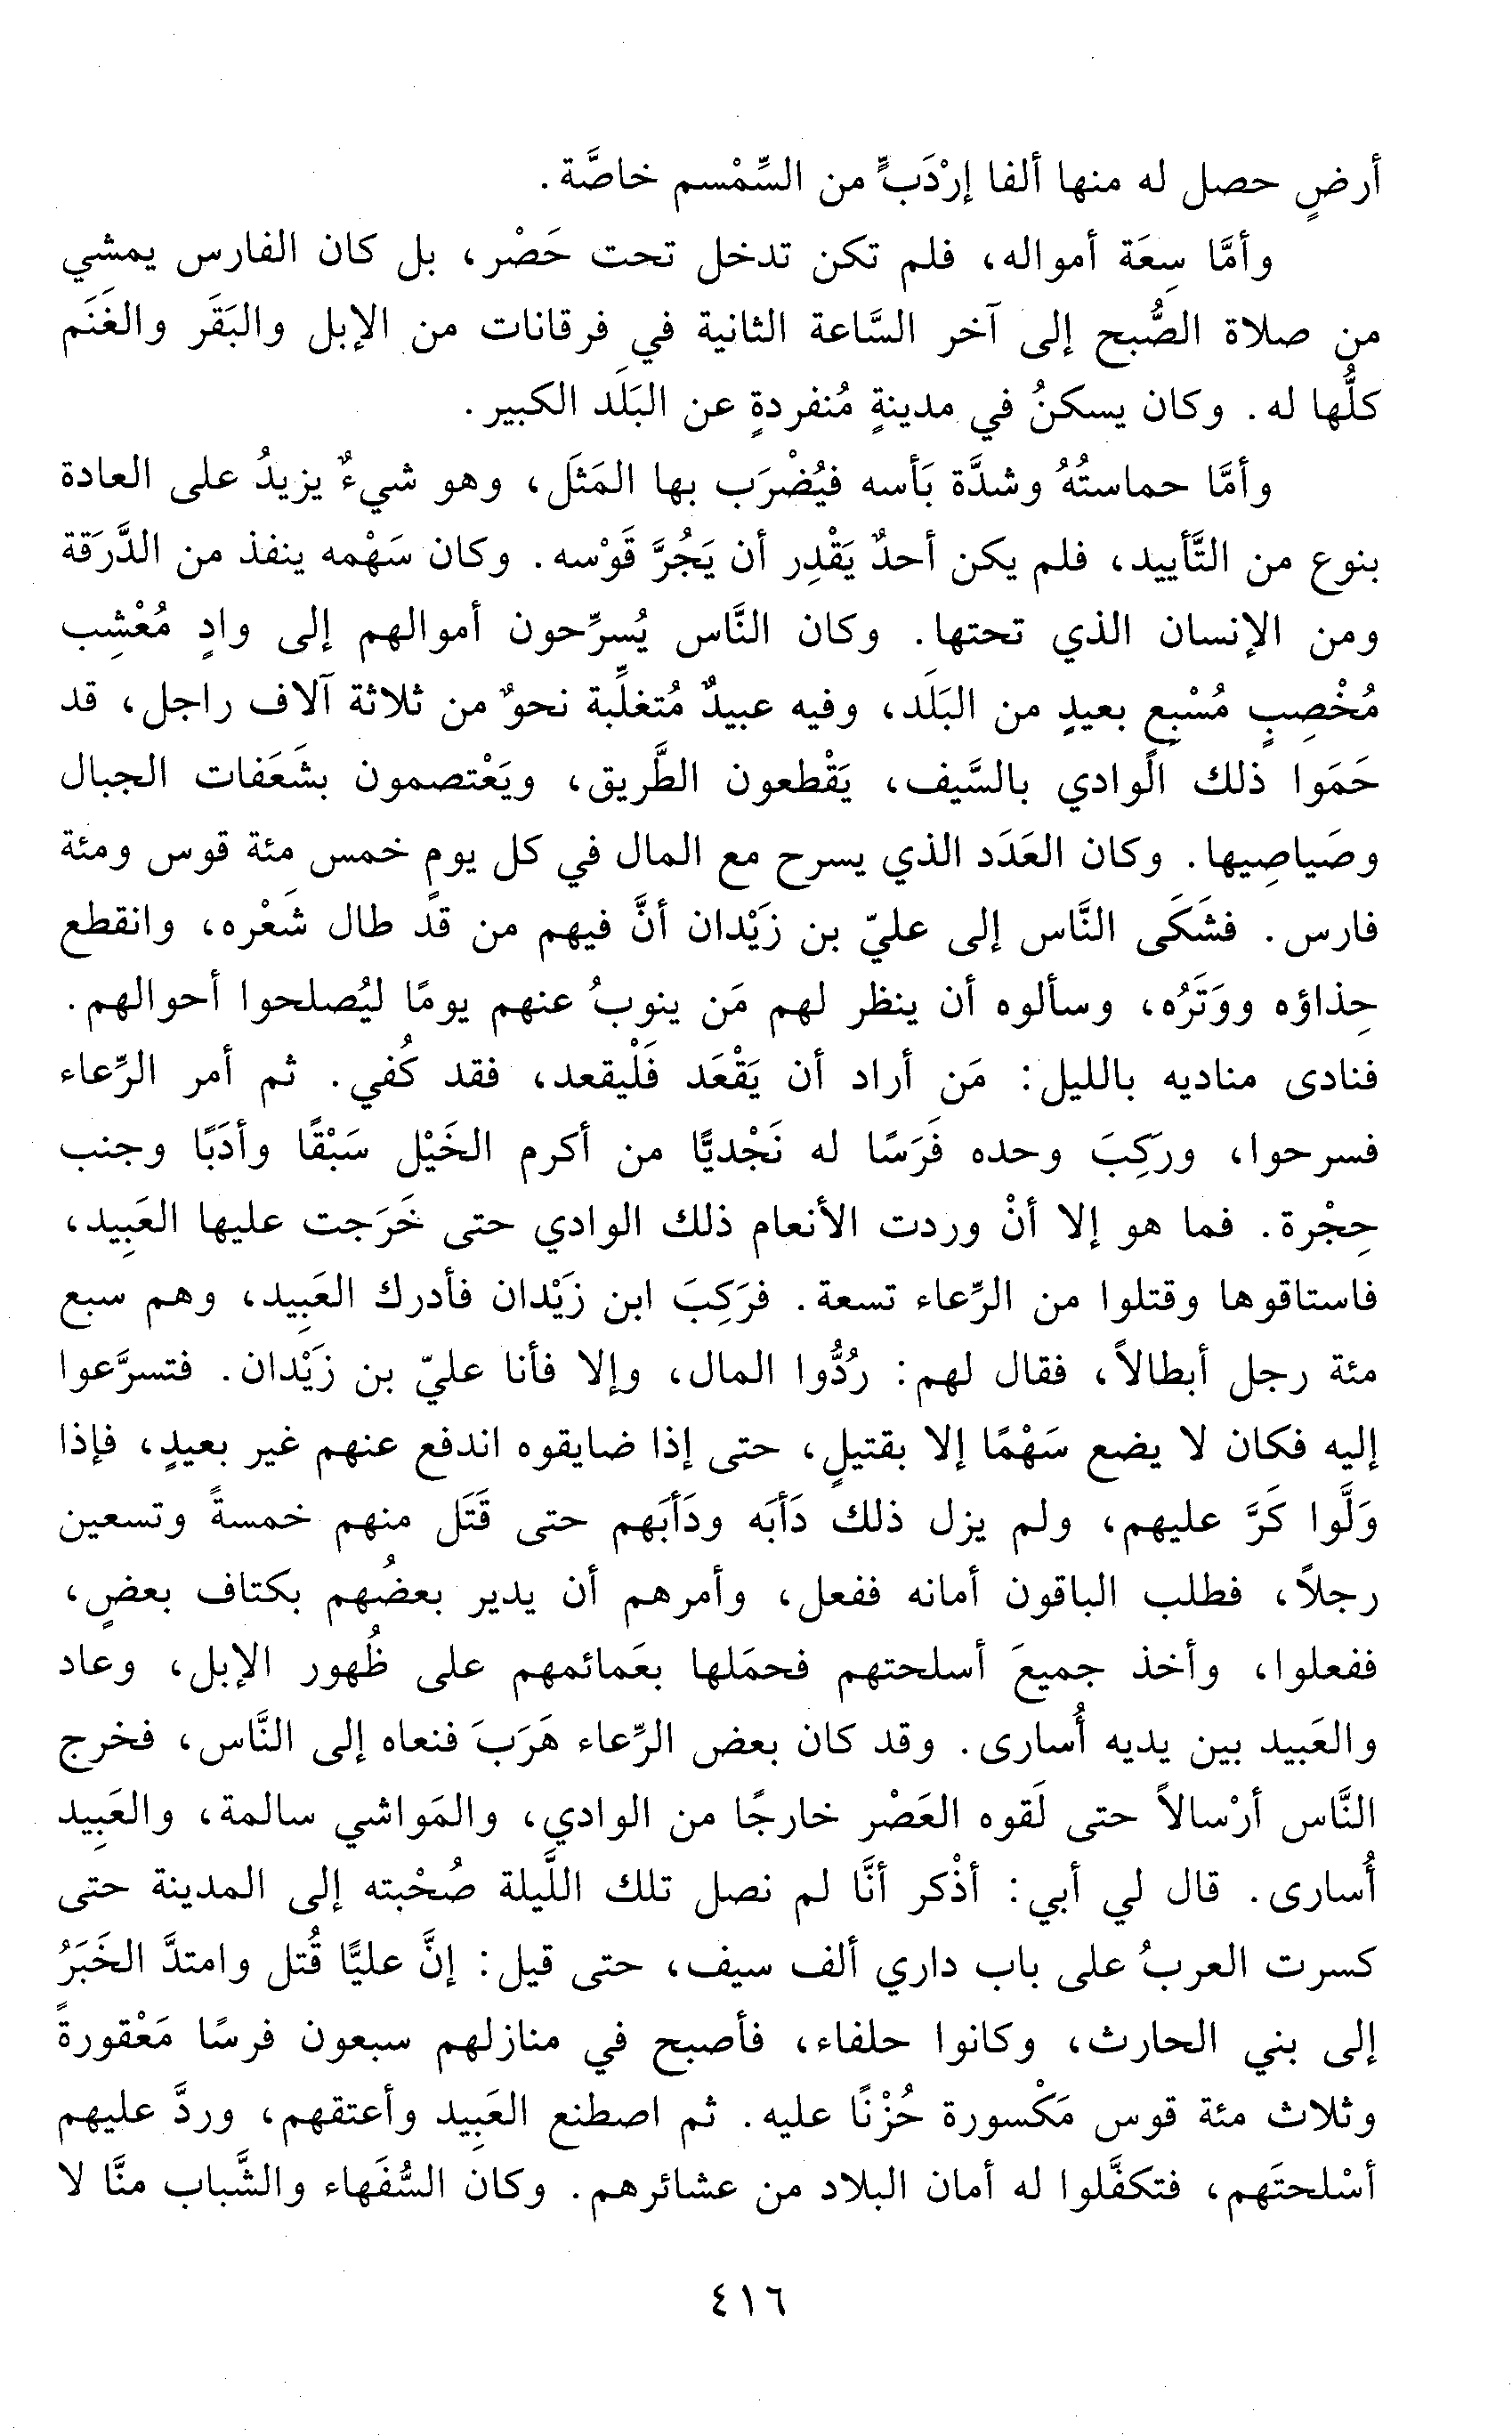 أرضٍ حصل له منها ألفا إرْدَبٍّ من السِّمْسم خاصَّة.
وأمَّا سِعَة أمواله، فلم تكن تدخل تحت حَصْر، بل كان الفارس يمشي
من صلاة الصُّبح إلى آخر السَّاعة الثانية في فرقانات من الإبل والبَقَر والغَنَم
كلُّها له. وكان يسكنُ في مدينةٍ مُنفردةٍ عن البَلَد الكبير.
وأمَّا حماستُهُ وشدَّة بَأسه فيُضْرَب بها المَثَل، وهو شيءٌ يزيدُ على العادة
بنوع من التَّأييد، فلم يكن أحدٌ يَقْدِر أن يَجُرَّ قَوْسه. وكان سَهْمه ينفذ من الدَّرَقة
ومن الإنسان الذي تحتها. وكان النَّاس يُسرِّحون أموالهم إلى وادٍ مُعْشِب
مُخْصِبٍ مُسْبِع بعيدٍ من البَلَد، وفيه عبيدٌ مُتغلِّبة نحوٌ من ثلاثة آلاف راجل، قد
حَمَوا ذلك الوادي بالسَّيف، يَقْطعون الطَّريق، ويَعْتصمون بشَعَفات الجبال
وصَياصِيها. وكان العَدَد الذي يسرح مع المال في كل يومٍ خمس مئة قوس ومئة
فارس. فشَكَى النَّاس إلى عليّ بن زَيْدان أنَّ فيهم من قد طال شَعْره، وانقطع
حِذاؤه ووَتَرُه، وسألوه أن ينظر لهم مَن ينوبُ عنهم يومًا ليُصلحوا أحوالهم.
فنادى مناديه بالليل: مَن أراد أن يَقْعَد فَلْيقعد، فقد كُفي. ثم أمر الرِّعاء
فسرحوا، ورَكِبَ وحده فَرَسًا له نَجْديًّا من أكرم الخَيْل سَبْقًا وأدَبًا وجنب
حِجْرة. فما هو إلا أنْ وردت الأنعام ذلك الوادي حتى خَرَجت عليها العَبِيد،
فاستاقوها وقتلوا من الرِّعاء تسعة. فرَكِبَ ابن زَيْدان فأدرك العَبِيد، وهم سبع
مئة رجل أبطالاً، فقال لهم: رُدُّوا المال، وإلا فأنا عليّ بن زَيْدان. فتسرَّعوا
إليه فكان لا يضع سَهْمًا إلا بقتيلٍ، حتى إذا ضايقوه اندفع عنهم غير بعيدٍ، فإذا
وَلَّوا كَرَّ عليهم، ولم يزل ذلك دَأبَه ودَأبَهم حتى قَتَل منهم خمسةً وتسعين
رجلاً، فطلب الباقون أمانه ففعل، وأمرهم أن يدير بعضُهم بكتاف بعضٍ،
ففعلوا، وأخذ جميعَ أسلحتهم فحمَلها بعَمائمهم على ظُهور الإبل، وعاد
والعَبيد بين يديه أُسارى. وقد كان بعض الرِّعاء هَرَبَ فنعاه إلى النَّاس، فخرج
النَّاس أرْسالاً حتى لَقوه العَصْر خارجًا من الوادي، والمَواشي سالمة، والعَبِيد
أُسارى. قال لي أبي: أذْكر أنَّا لم نصل تلك اللَّيلة صُحْبته إلى المدينة حتى
كسرت العربُ على باب داري ألف سيف، حتى قيل: إنَّ عليًّا قُتل وامتدَّ الخَبَرُ
إلى بني الحارث، وكانوا حلفاء، فأصبح في منازلهم سبعون فرسًا مَعْقورةً
وثلاث مئة قوس مَكْسورة حُزْنًا عليه. ثم اصطنع العَبِيد وأعتقهم، وردَّ عليهم
أسْلحتَهم، فتكفَّلوا له أمان البلاد من عشائرهم. وكان السُّفَهاء والشَّباب منَّا لا
٤١٦